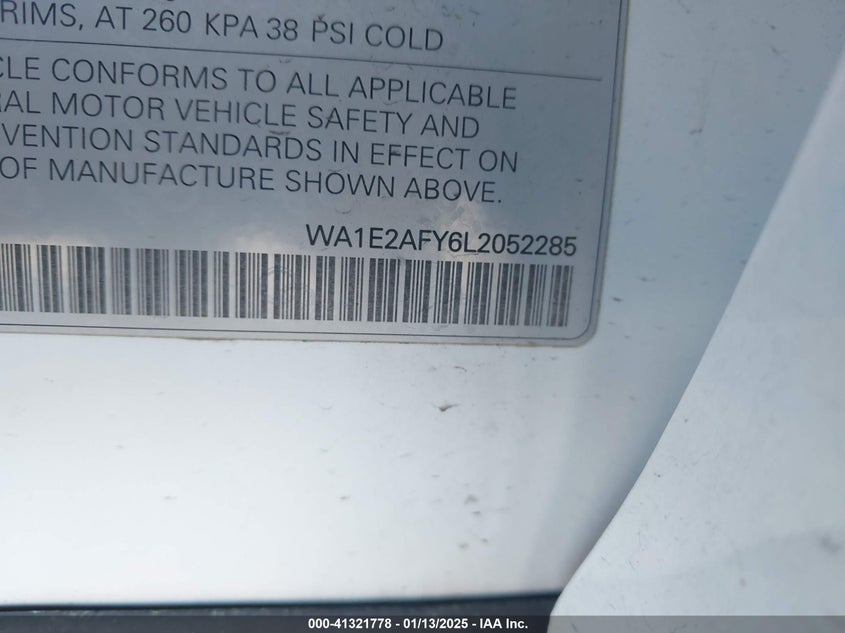 RIMS, AT 260 KPA 38 PSI COLD
CLE CONFORMS TO ALL APPLICABLE
RAL MOTOR VEHICLE SAFETY AND
VENTION STANDARDS IN EFFECT ON
OF MANUFACTURE SHOWN ABOVE.
WA1E2AFY6L2052285
000-41321778 - 01/13/2025 - IAA Inc.